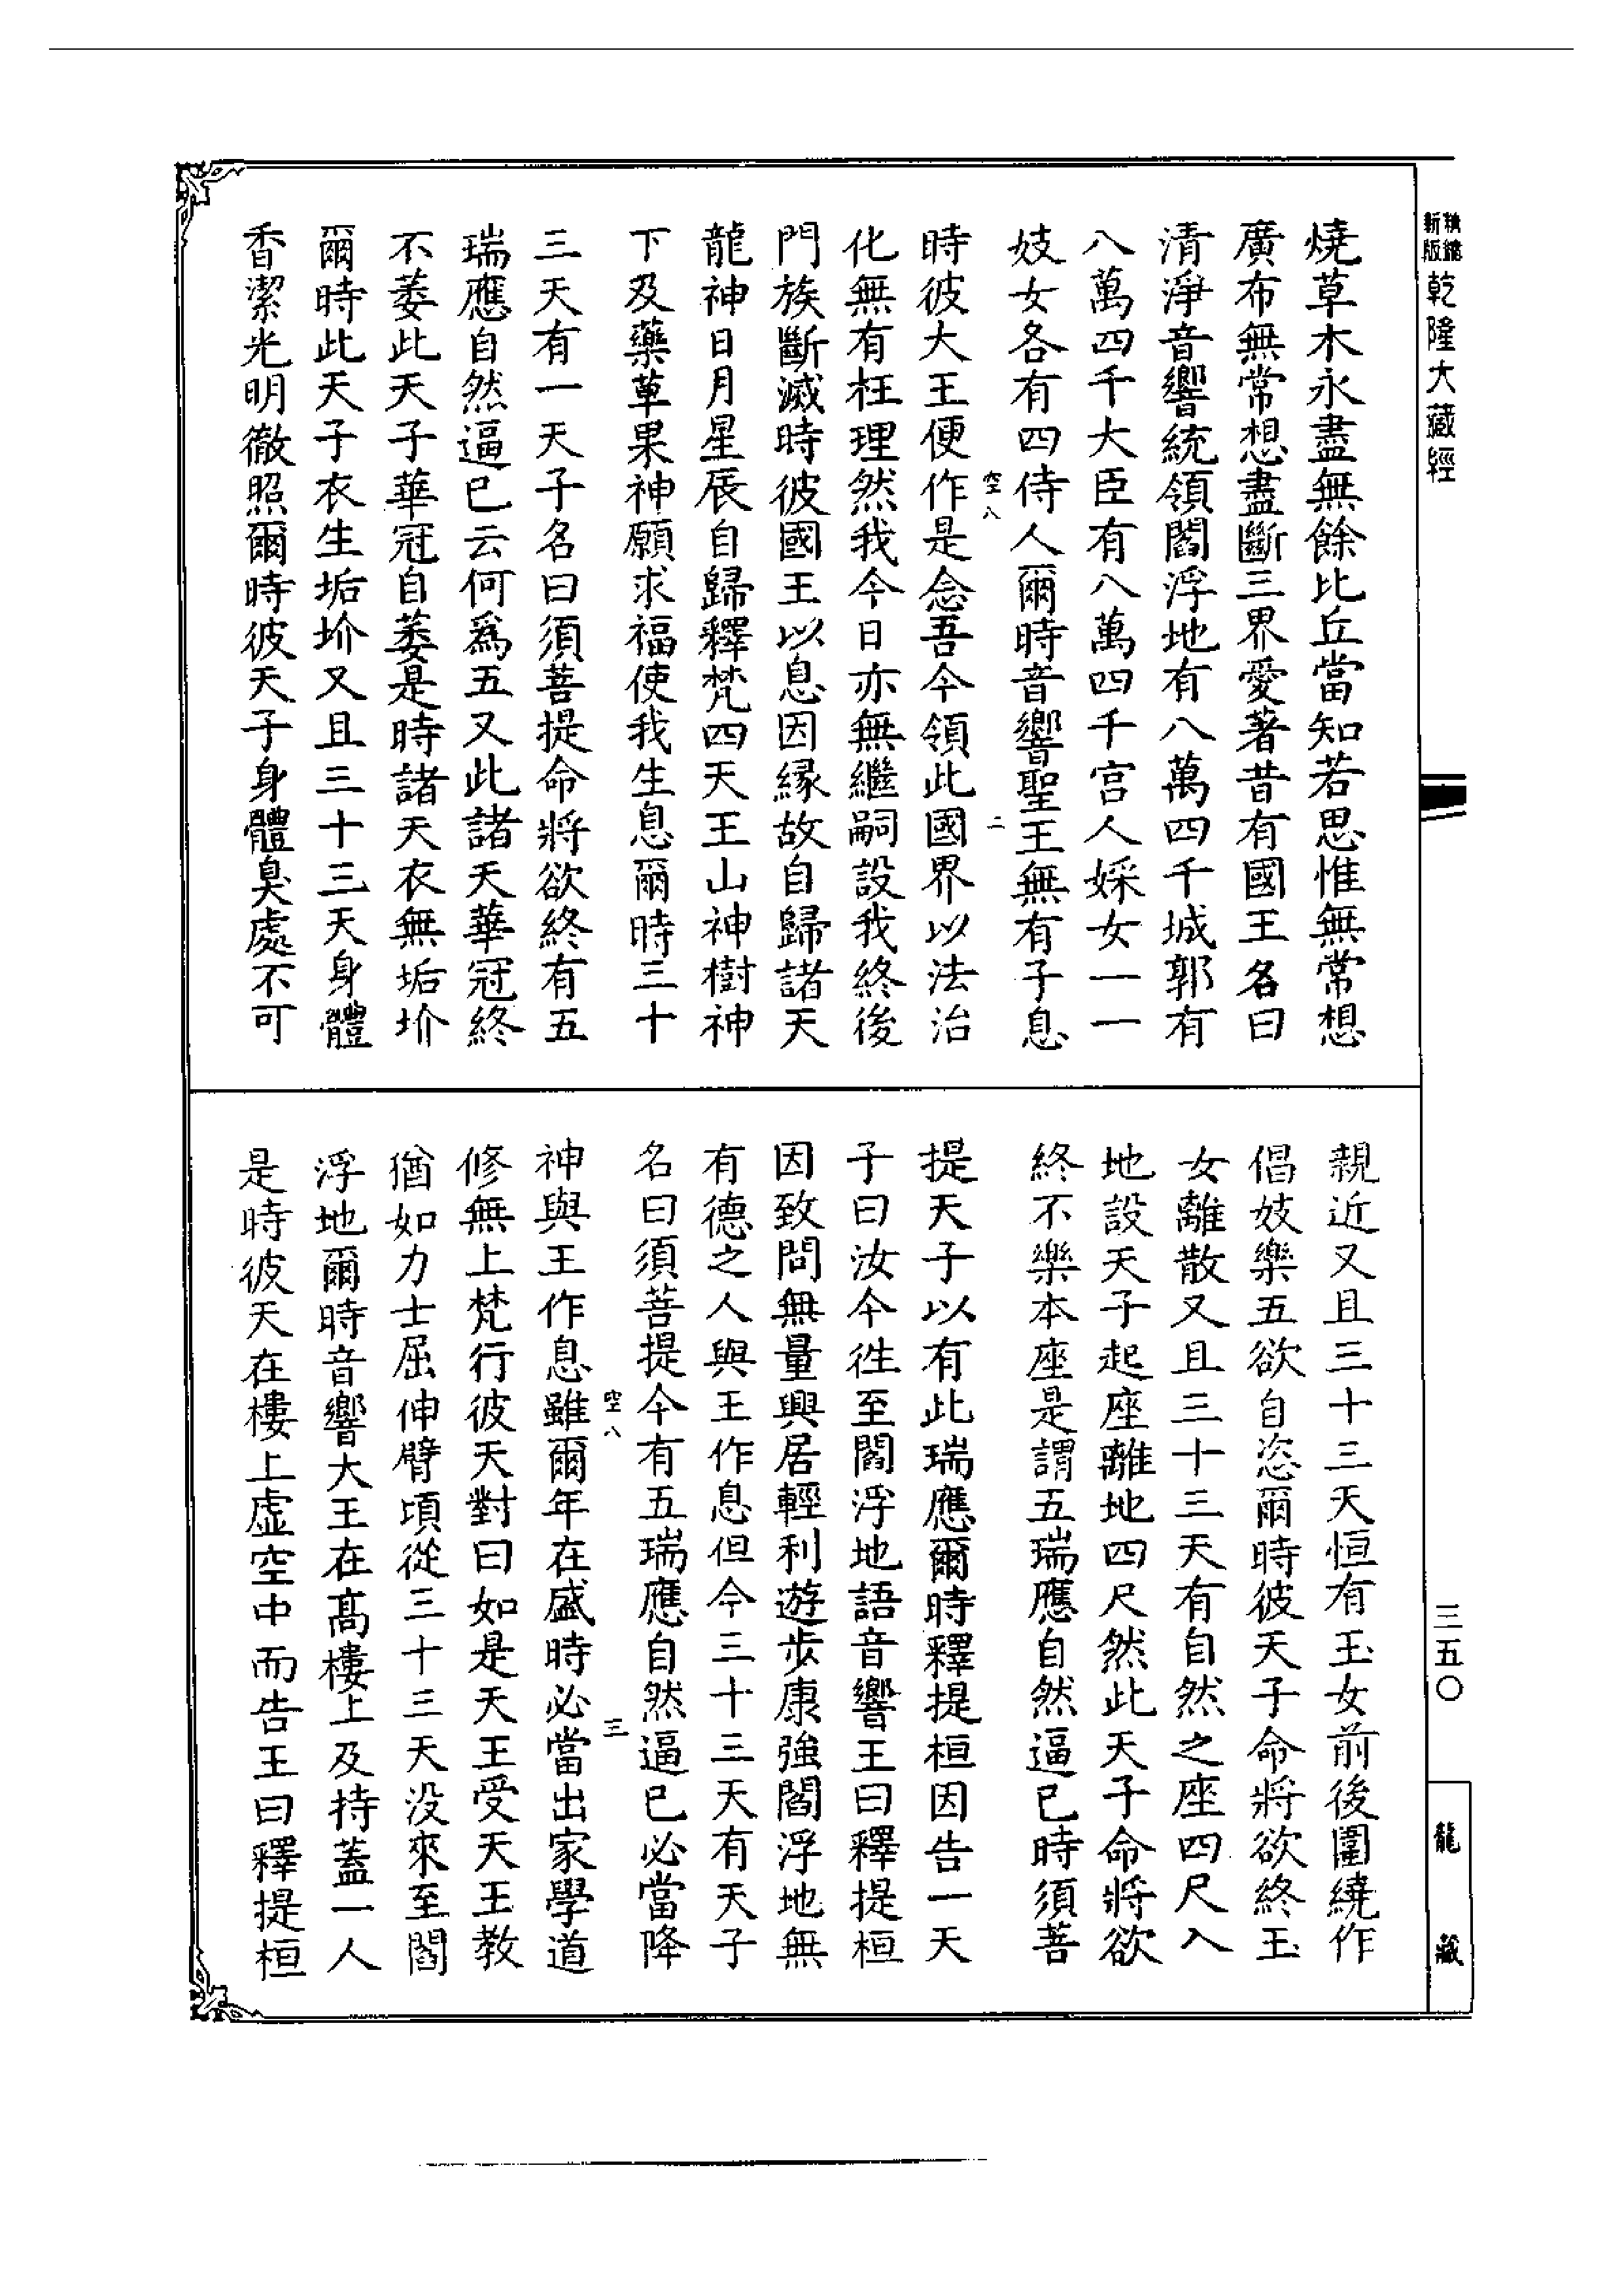 新版
乾隆大藏經
燒草木永盡無餘比丘當知若思惟無常想
廣布無常想盡斷三界愛著昔有國王名曰
清淨音響統領閻浮地有八萬四千城郭有
八萬四千大臣有八萬四千宮人婇女一一
妓女各有四侍人爾時音響聖王無有子息
空八 二
時彼大王便作是念吾今領此國界以法治
化無有枉理然我今日亦無繼嗣設我終後
門族斷滅時彼國王以息因緣故自歸諸天
龍神日月星辰自歸釋梵四天王山神樹神
下及藥草果神願求福使我生息爾時三十
三天有一天子名曰須菩提命將欲終有五
瑞應自然逼已云何為五又此諸天華冠終
不萎此天子華冠自萎是時諸天衣無垢坋
爾時此天子衣生垢坋又且三十三天身體
香潔光明徹照爾時彼天子身體臭處不可
親近又且三十三天恒有玉女前後圍繞作
倡妓樂五欲自恣爾時彼天子命將欲終玉
女離散又且三十三天有自然之座四尺入
地設天子起座離地四尺然此天子命將欲
終不樂本座是謂五瑞應自然逼已時須菩
提天子以有此瑞應爾時釋提桓因告一天
子曰汝今徃至閻浮地語音響王曰釋提桓
因致問無量興居輕利遊步康強閻浮地無
有德之人與王作息但今三十三天有天子
名曰須菩提今有五瑞應自然逼已必當降
空八 三
神與王作息雖爾年在盛時必當出家學道
修無上梵行彼天對曰如是天王受天王教
猶如力士屈伸臂頃從三十三天沒來至閻
浮地爾時音響大王在高樓上及持蓋一人
是時彼天在樓上虛空中而告王曰釋提桓
三五〇
龍藏